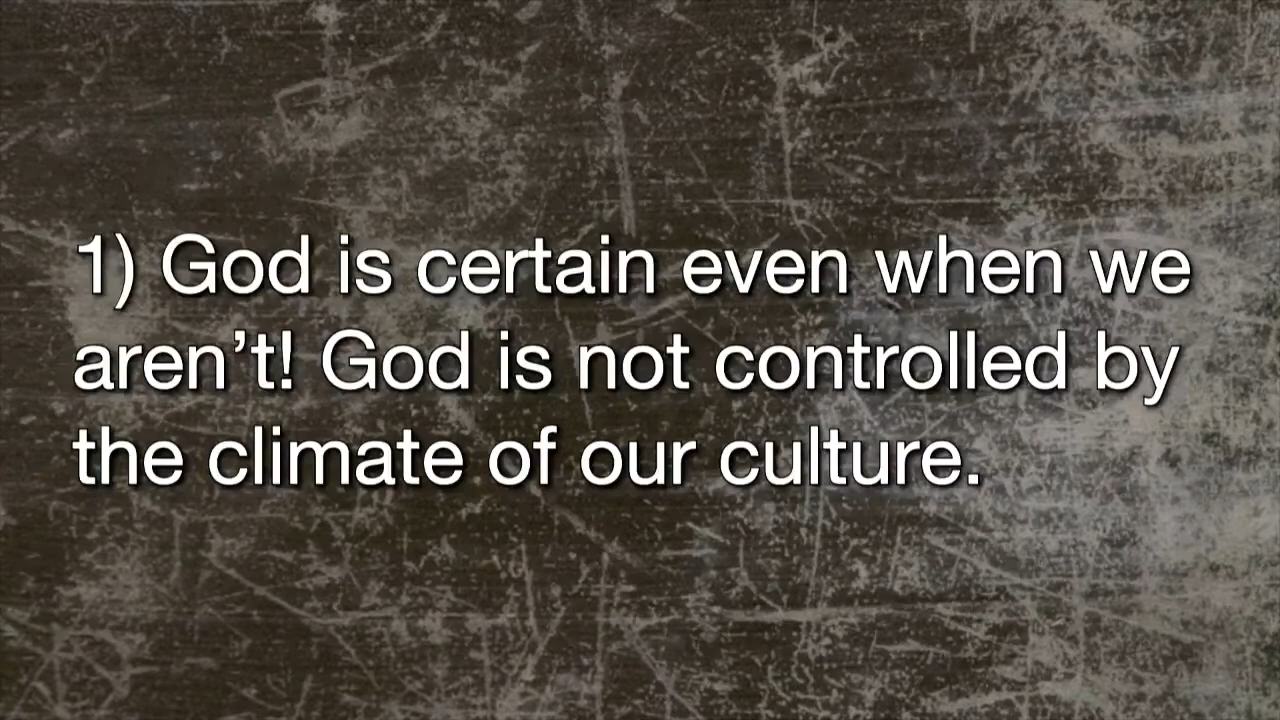 1) God is certain even when we
aren’t! God is not controlled by
the climate of our culture.